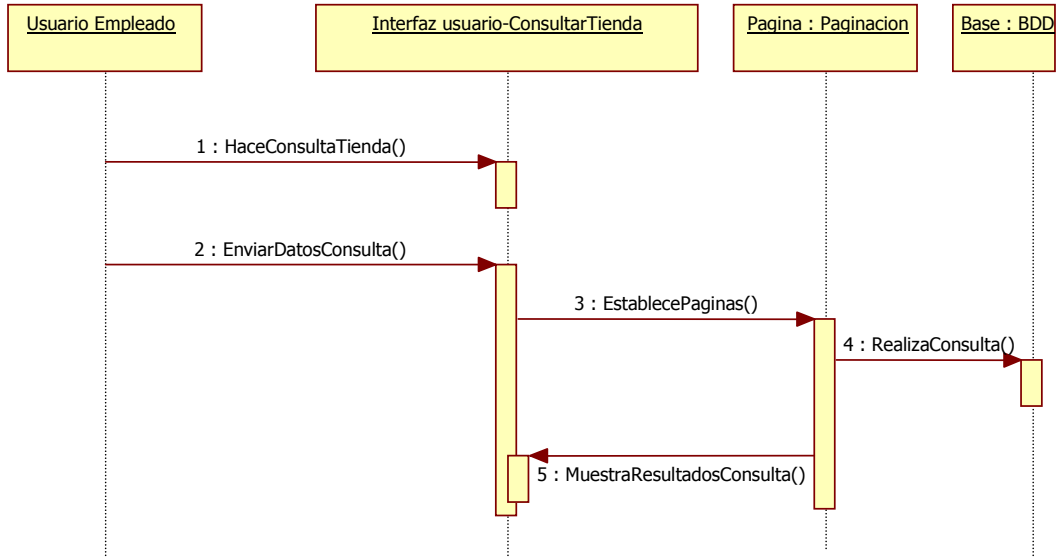 Usuario Empleado
Interfaz usuario-ConsultarTienda
Pagina : Paginacion
Base : BDD
1 : HaceConsultaTienda()
2 : EnviarDatosConsulta()
3 : EstablecePaginas()
4 : RealizaConsulta()
5 : MuestraResultadosConsulta()